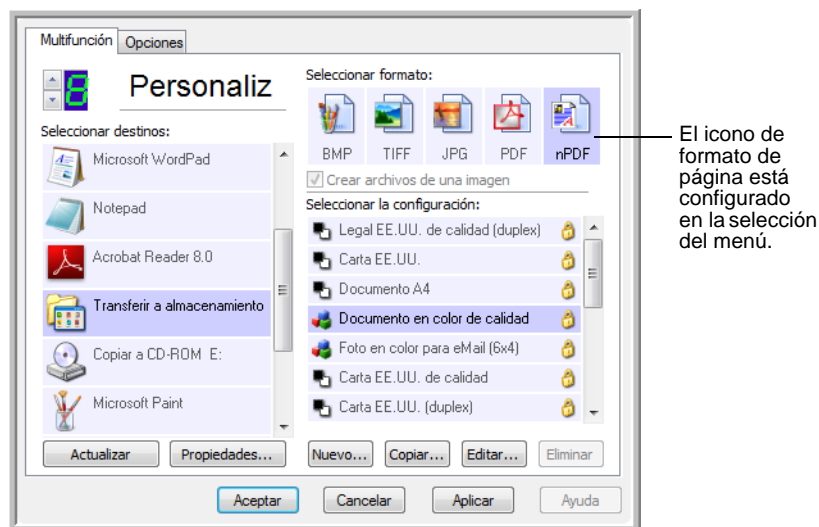 Multifunción
Opciones
Personaliz
Seleccionar destinos:
Microsoft WordPad
Notepad
Acrobat Reader 8.0
Transferir a almacenamiento
Copiar a CD-ROM E:
Microsoft Paint
Actualizar
Propiedades...
Seleccionar formato:
BMP
TIFF
JPG
PDF
nPDF
Crear archivos de una imagen
Seleccionar la configuración:
Legal EE.UU. de calidad (duplex)
Carta EE.UU.
Documento A4
Documento en color de calidad
Foto en color para eMail (6x4)
Carta EE.UU. de calidad
Carta EE.UU. (duplex)
Nuevo...
Copiar...
Editar...
Eliminar
Aceptar
Cancelar
Aplicar
Ayuda
El icono de
formato de
página está
configurado
en la selección
del menú.